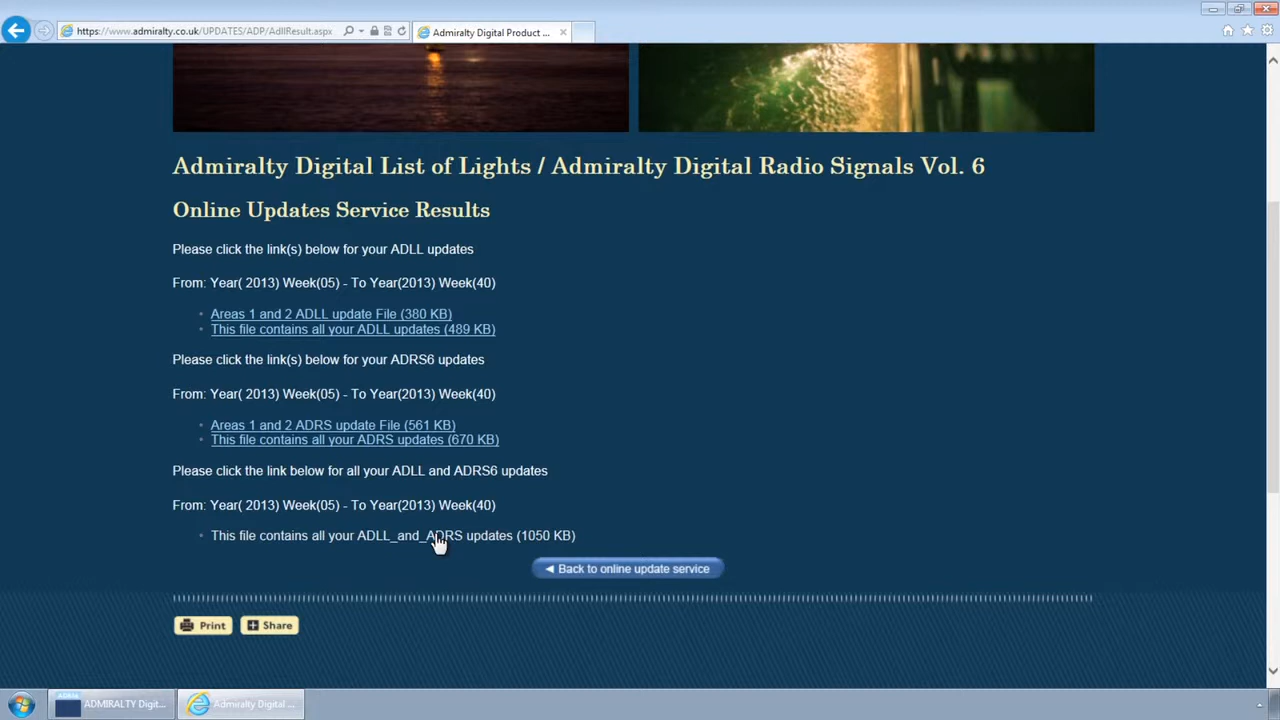 https://www.admiralty.co.uk/UPDATES/ADP/AdllResult.aspx
Admiralty Digital Product ...
Admiralty Digital List of Lights / Admiralty Digital Radio Signals Vol. 6
Online Updates Service Results
Please click the link(s) below for your ADLL updates
From: Year( 2013) Week(05) - To Year(2013) Week(40)
Areas 1 and 2 ADLL update File (380 KB)
This file contains all your ADLL updates (489 KB)
Please click the link(s) below for your ADRS6 updates
From: Year( 2013) Week(05) - To Year(2013) Week(40)
Areas 1 and 2 ADRS update File (561 KB)
This file contains all your ADRS updates (670 KB)
Please click the link below for all your ADLL and ADRS6 updates
From: Year( 2013) Week(05) - To Year(2013) Week(40)
This file contains all your ADLL_and_ADRS updates (1050 KB)
Back to online update service
Print
Share
ADMIRALTY Digit...
Admiralty Digital ...